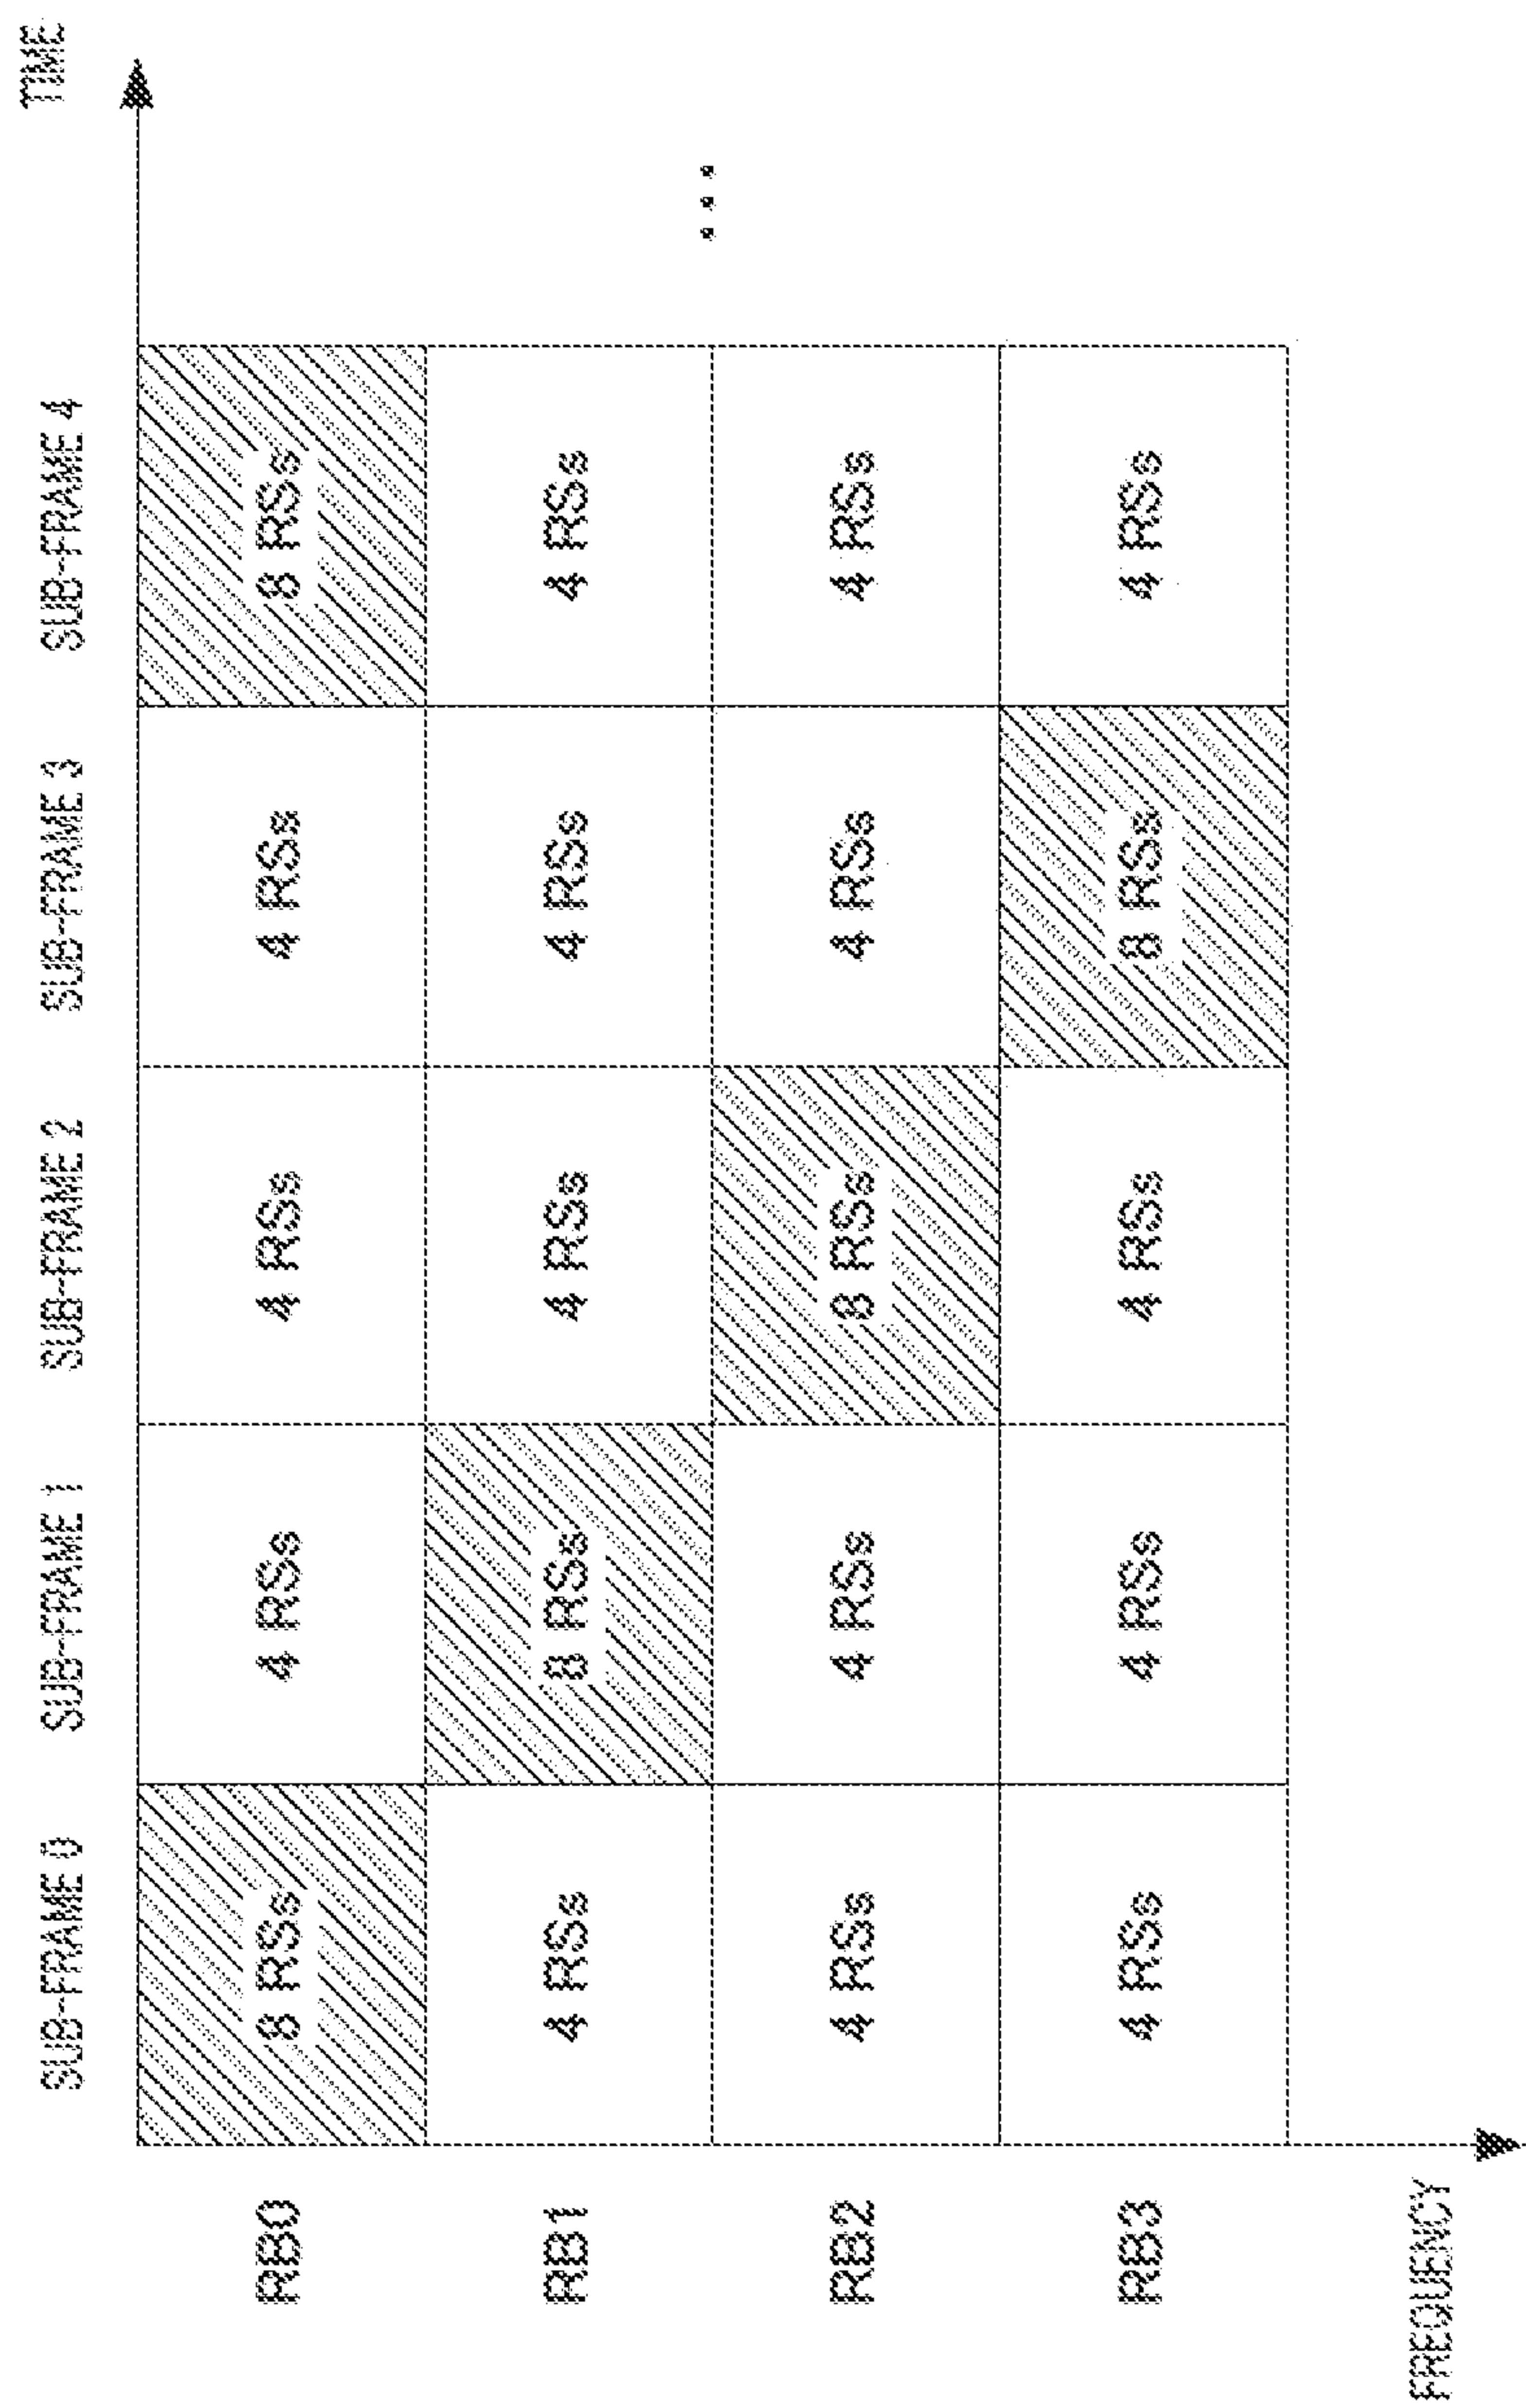 SUB-FRAME 0 SUB-FRAME 1 SUB-FRAME 2 SUB-FRAME 3 SUB-FRAME 4 TIME
RB0 8 RSs 4 RSs 4 RSs 4 RSs 8 RSs
RB1 4 RSs 8 RSs 4 RSs 4 RSs 4 RSs
RB2 4 RSs 4 RSs 8 RSs 4 RSs 4 RSs
RB3 4 RSs 4 RSs 4 RSs 8 RSs 4 RSs
FREQUENCY